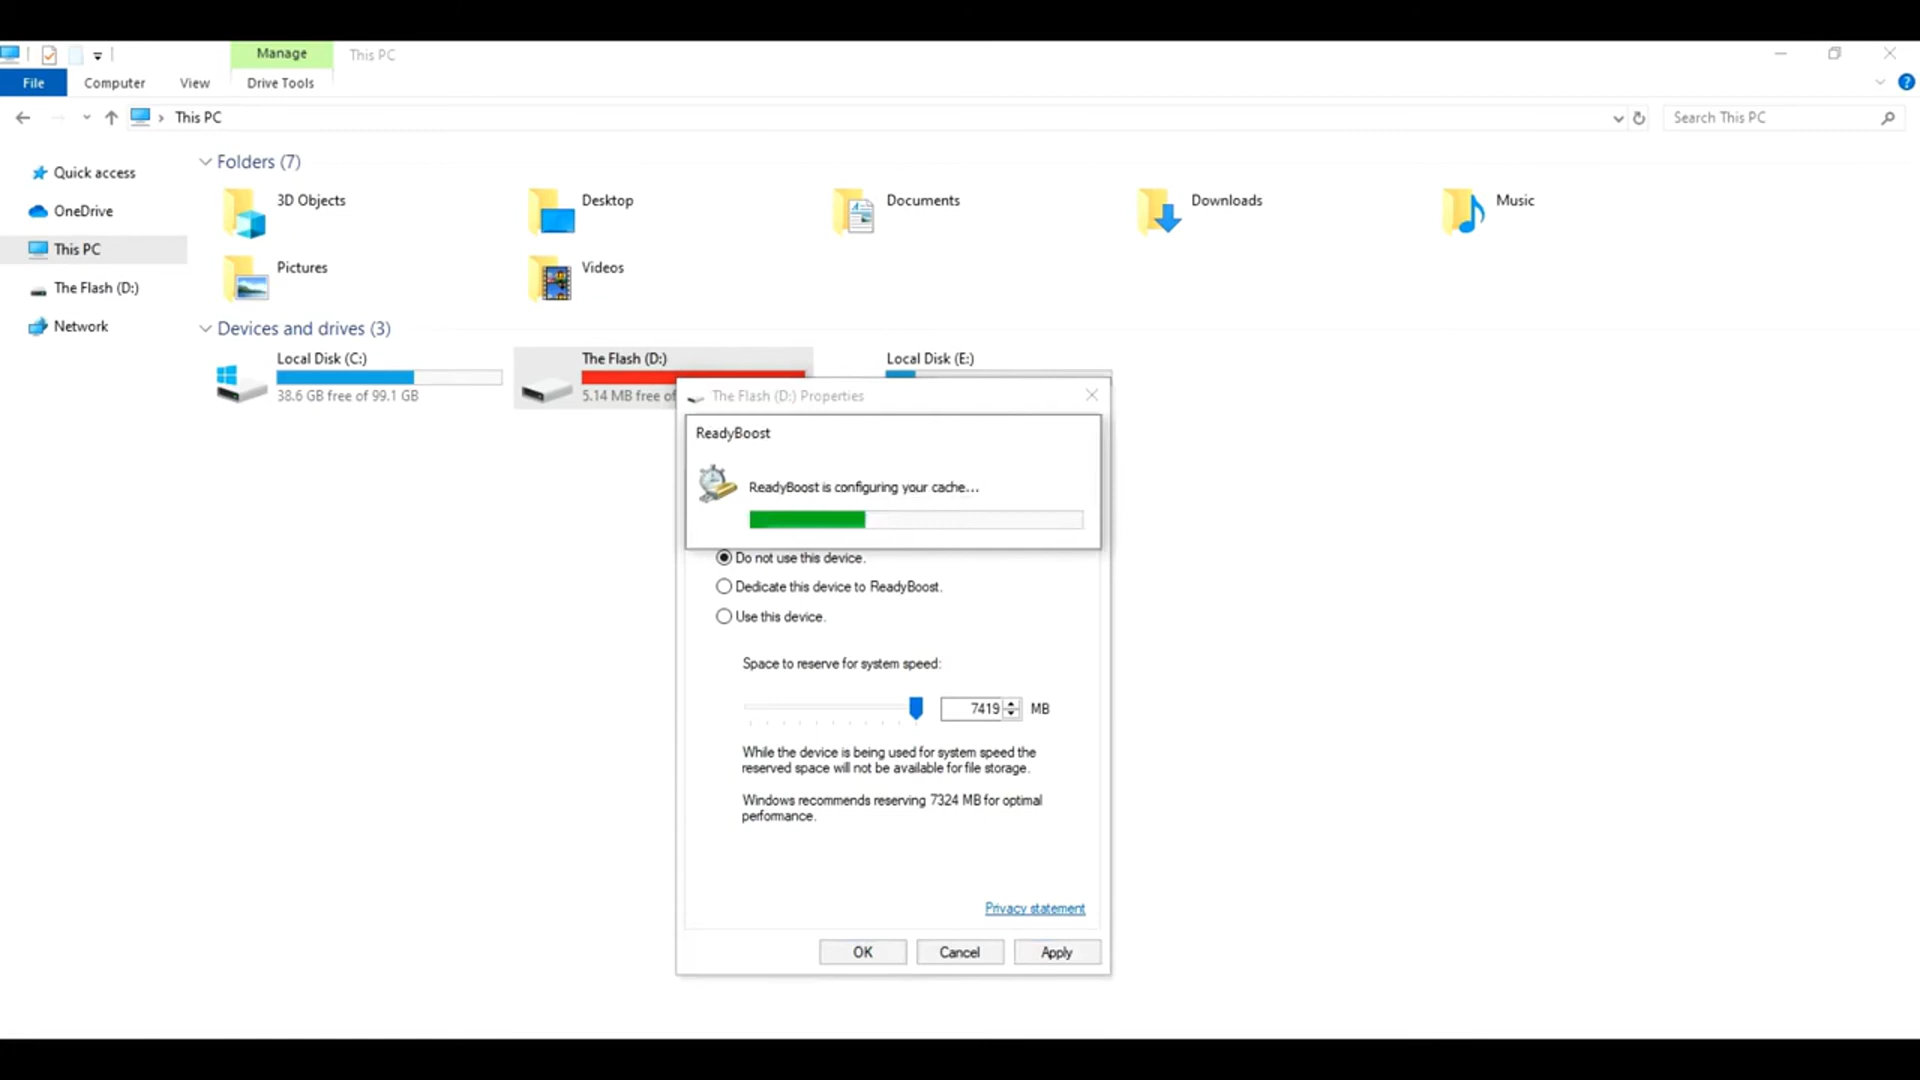 Manage
This PC
File
Computer
View
Drive Tools
This PC
Search This PC
Quick access
OneDrive
This PC
The Flash (D:)
Network
Folders (7)
3D Objects
Desktop
Documents
Downloads
Music
Pictures
Videos
Devices and drives (3)
Local Disk (C:)
38.6 GB free of 99.1 GB
The Flash (D:)
5.14 MB free of
Local Disk (E:)
The Flash (D:) Properties
ReadyBoost
ReadyBoost is configuring your cache...
Do not use this device.
Dedicate this device to ReadyBoost.
Use this device.
Space to reserve for system speed:
7419 MB
While the device is being used for system speed the
reserved space will not be available for file storage.
Windows recommends reserving 7324 MB for optimal
performance.
Privacy statement
OK
Cancel
Apply